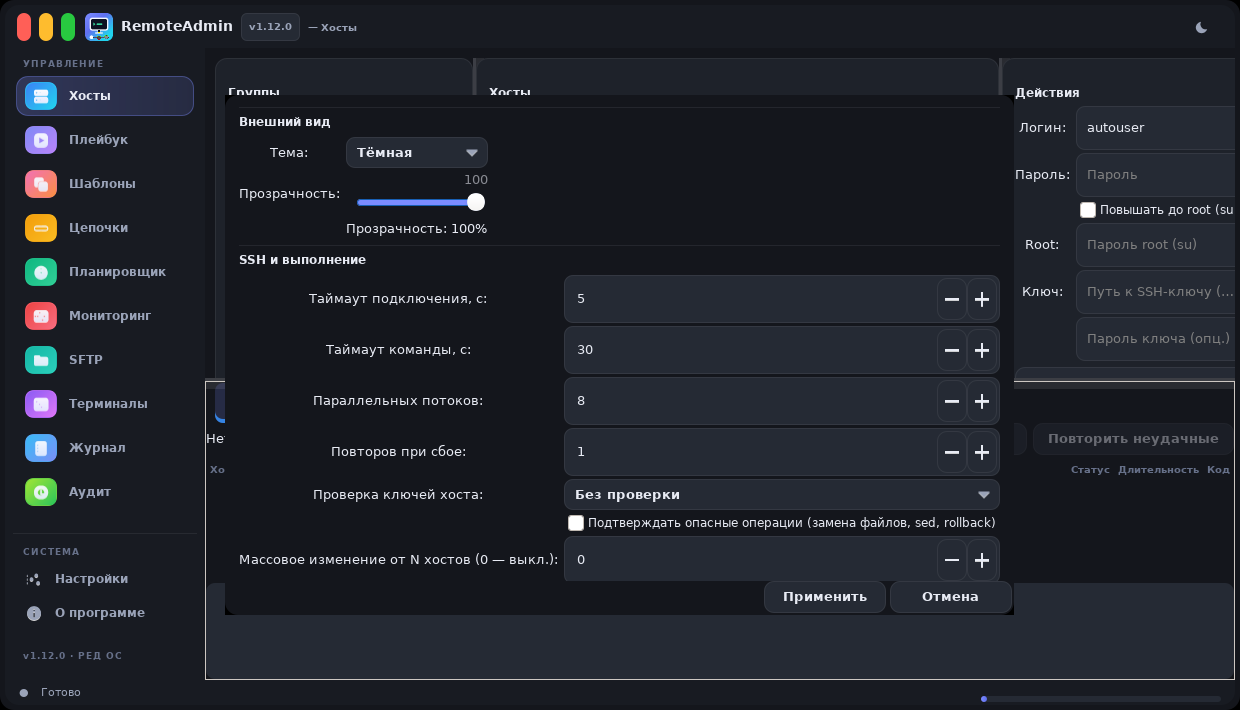 RemoteAdmin v1.12.0 — Хосты
УПРАВЛЕНИЕ
Хосты
Плейбук
Шаблоны
Цепочки
Планировщик
Мониторинг
SFTP
Терминалы
Журнал
Аудит
СИСТЕМА
Настройки
О программе
v1.12.0 · РЕД ОС
Готово
Группы
Хосты
Внешний вид
Тема: Тёмная
100
Прозрачность:
Прозрачность: 100%
SSH и выполнение
Таймаут подключения, с: 5
Таймаут команды, с: 30
Параллельных потоков: 8
Повторов при сбое: 1
Проверка ключей хоста: Без проверки
Подтверждать опасные операции (замена файлов, sed, rollback)
Массовое изменение от N хостов (0 — выкл.): 0
Применить Отмена
Действия
Логин: autouser
Пароль: Пароль
Повышать до root (su
Root: Пароль root (su)
Ключ: Путь к SSH-ключу (...
Пароль ключа (опц.)
Повторить неудачные
Хо Статус Длительность Код